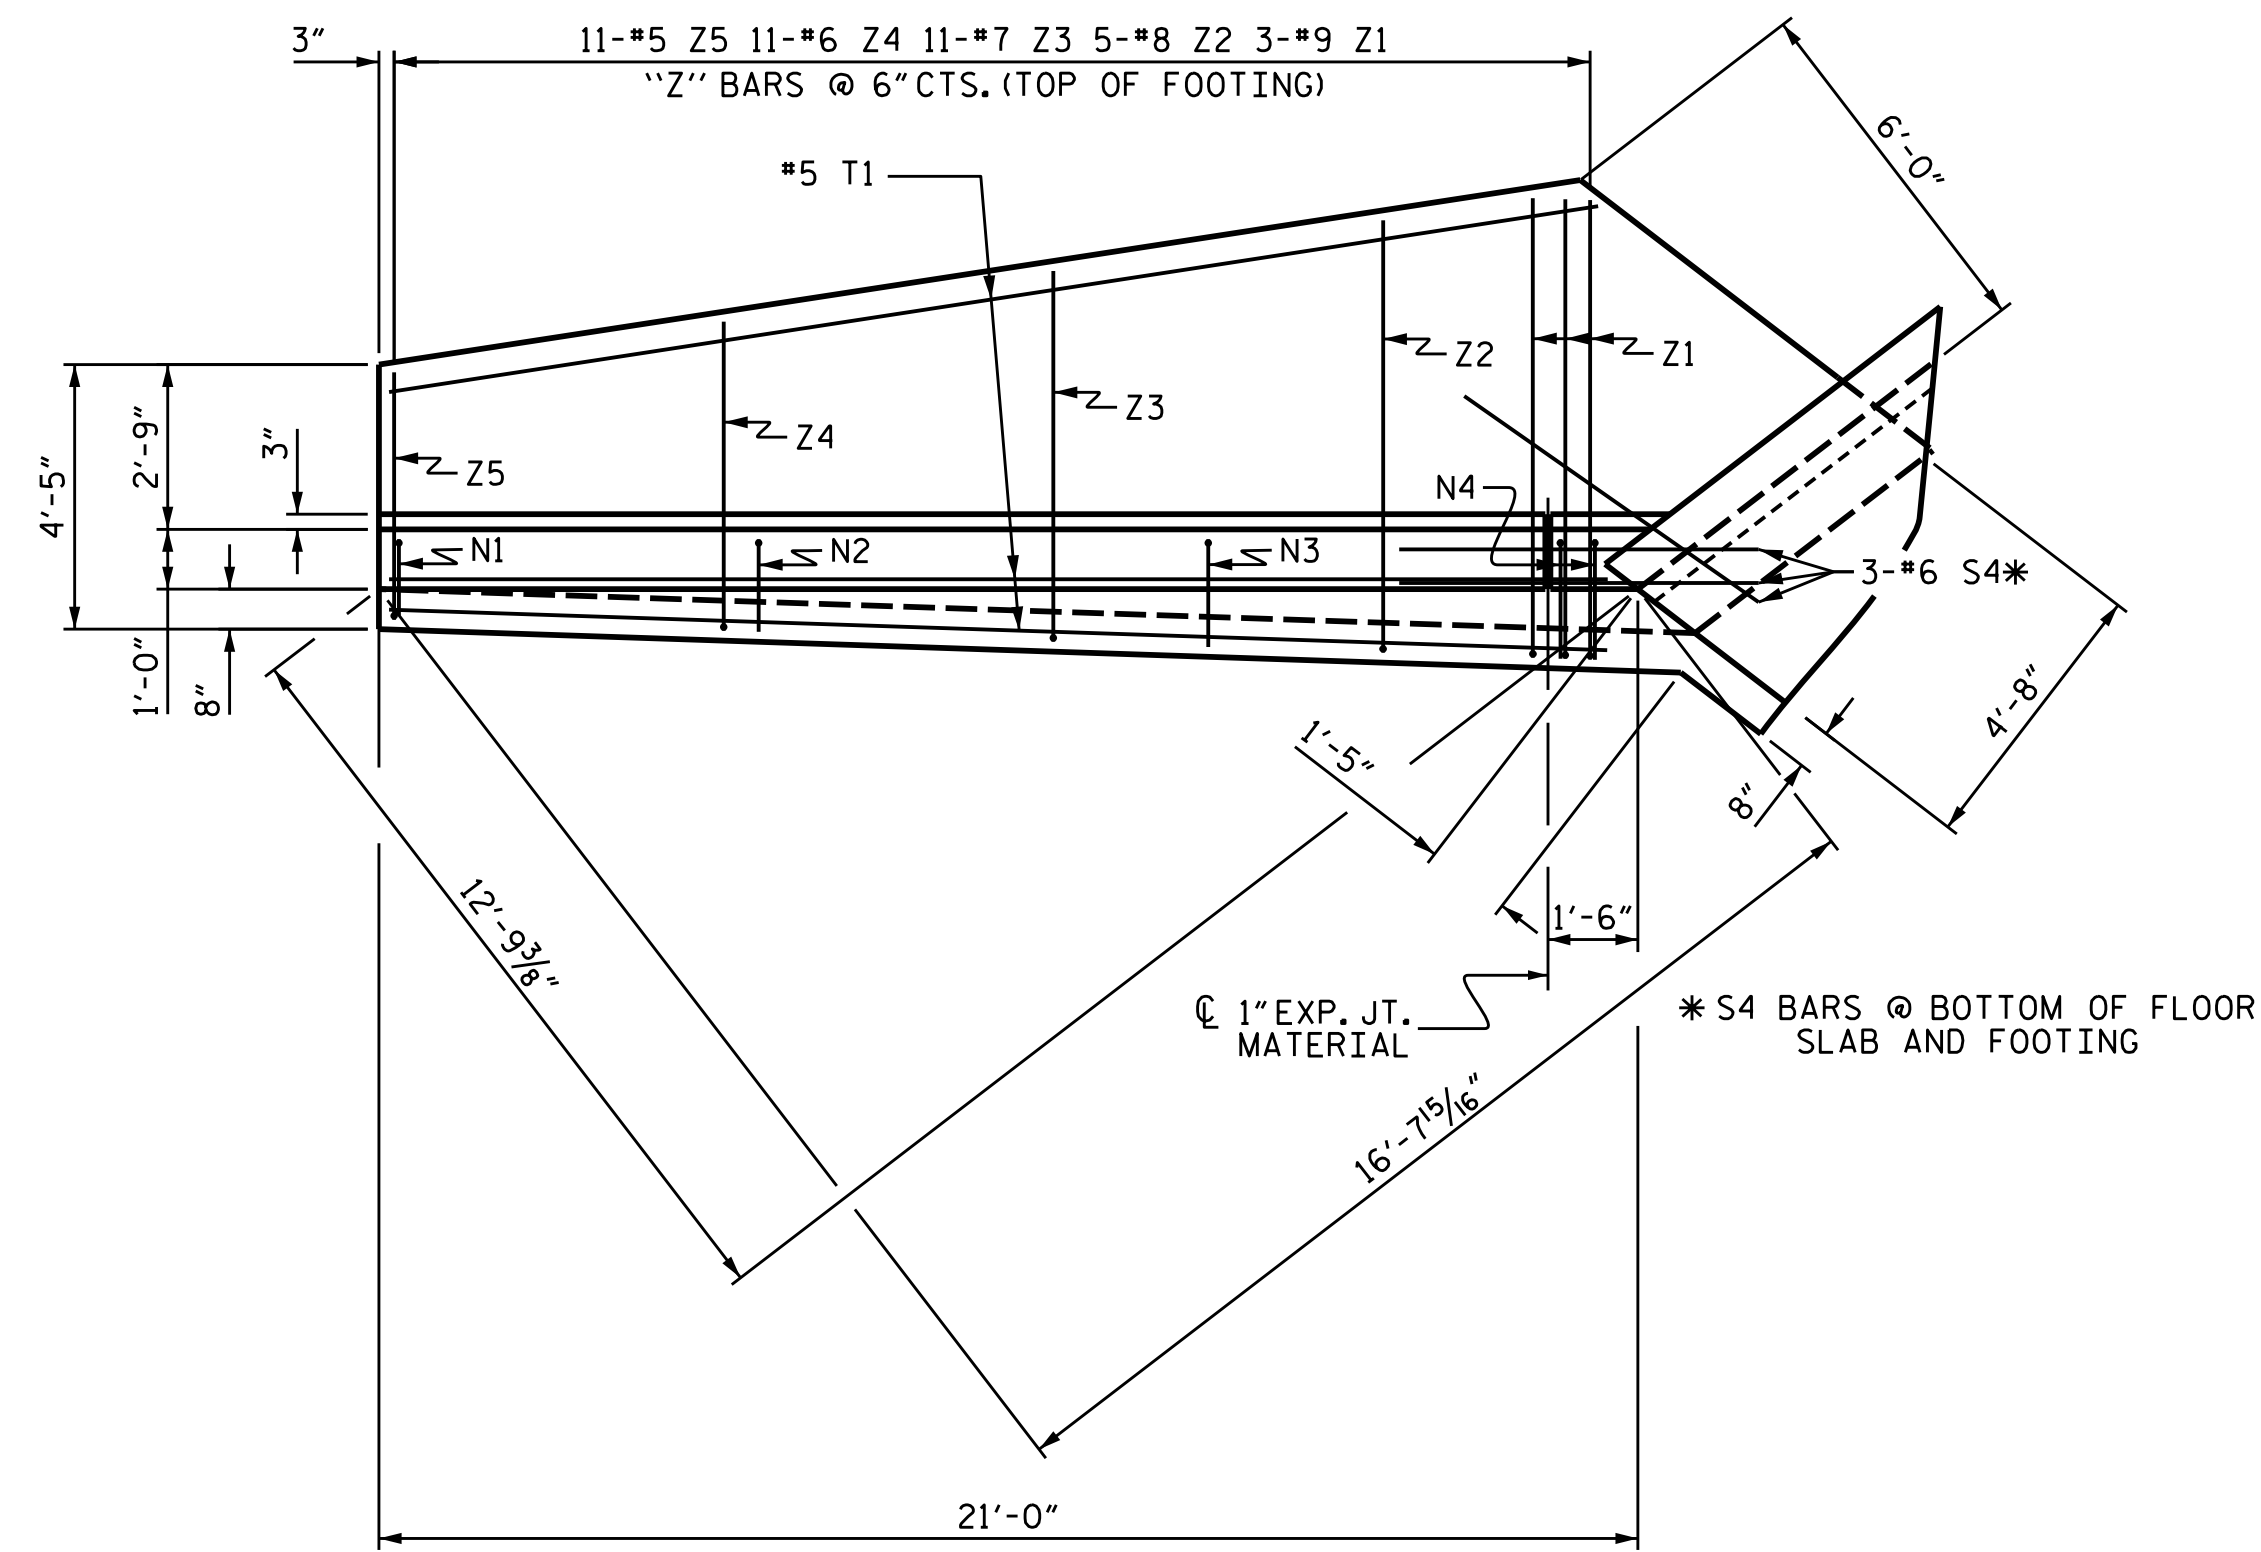 3"
11-#5 Z5 11-#6 Z4 11-#7 Z3 5-#8 Z2 3-#9 Z1
"Z" BARS @ 6" CTS. (TOP OF FOOTING)
#5 T1
6'-0"
Z2
Z1
Z3
Z4
Z5
2'-9"
3"
4'-5"
N4
N1
N2
N3
3-#6 S4*
1'-0"
8"
4'-8"
1'-5"
8"
12'-9 3/8"
1'-6"
℄ 1" EXP. JT.
MATERIAL
* S4 BARS @ BOTTOM OF FLOOR
SLAB AND FOOTING
16'-7 15/16"
21'-0"